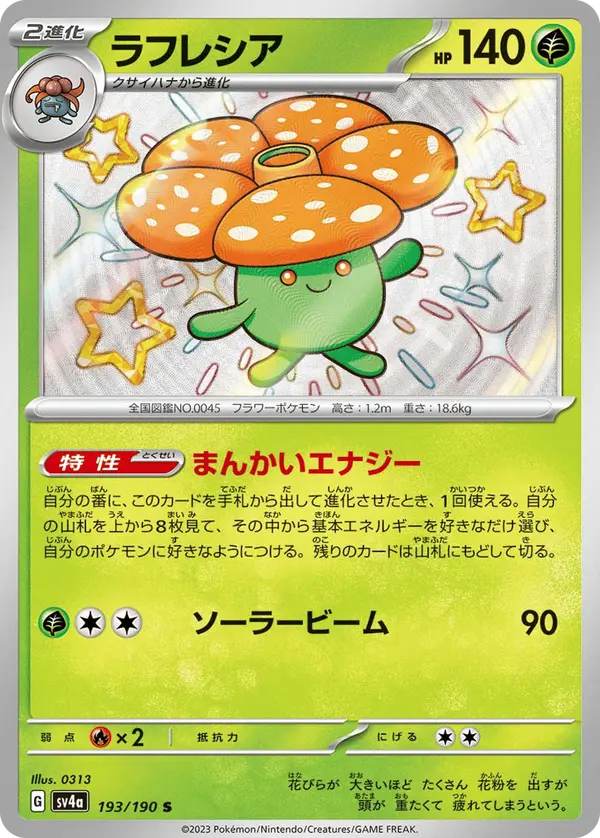 2進化
ラフレシア
HP 140
クサイハナから進化
全国図鑑NO.0045 フラワーポケモン 高さ:1.2m 重さ:18.6kg
特性 とくせい まんかいエナジー
自分の番に、このカードを手札から出して進化させたとき、1回使える。自分
の山札を上から8枚見て、その中から基本エネルギーを好きなだけ選び、
自分のポケモンに好きなようにつける。残りのカードは山札にもどして切る。
ソーラービーム 90
弱点 ×2 抵抗力 にげる
Illus. 0313
G sv4a 193/190 S
花びらが 大きいほど たくさん 花粉を 出すが
頭が 重たくて 疲れてしまうという。
©2023 Pokémon/Nintendo/Creatures/GAME FREAK.